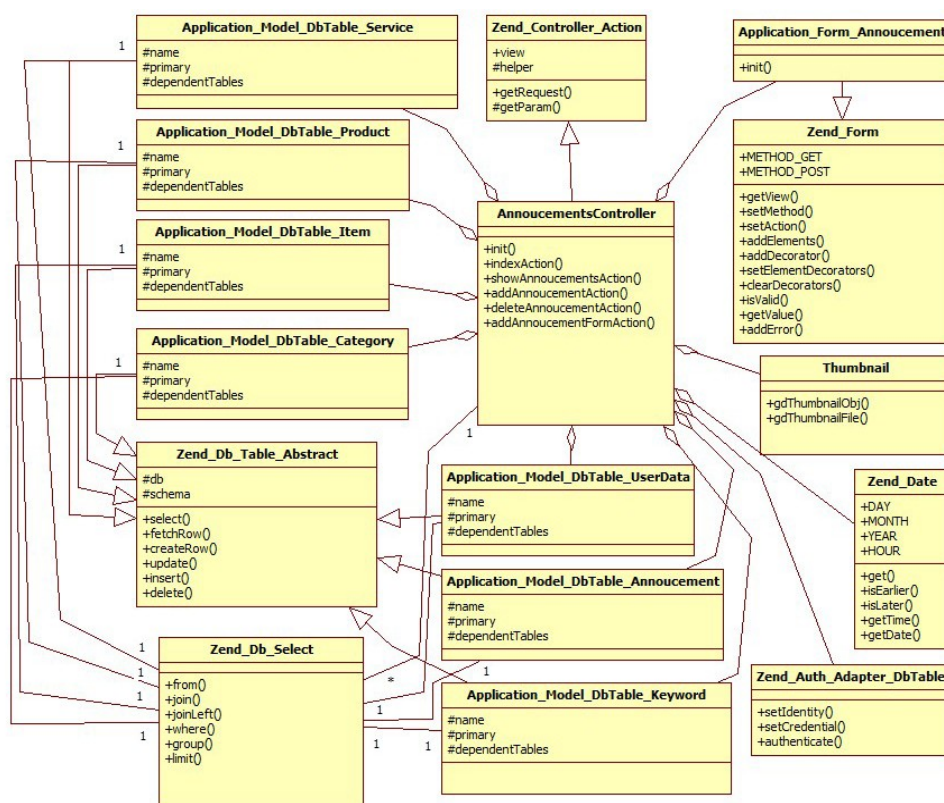 Application_Model_DbTable_Service
#name
#primary
#dependentTables
1
Zend_Controller_Action
+view
#helper
+getRequest()
#getParam()
Application_Form_Annoucement
+init()
Application_Model_DbTable_Product
#name
#primary
#dependentTables
1
Zend_Form
+METHOD_GET
+METHOD_POST
+getView()
+setMethod()
+setAction()
+addElements()
+addDecorator()
+setElementDecorators()
+clearDecorators()
+isValid()
+getValue()
+addError()
Application_Model_DbTable_Item
#name
#primary
#dependentTables
1
AnnoucementsController
+init()
+indexAction()
+showAnnoucementsAction()
+addAnnoucementAction()
+deleteAnnoucementAction()
+addAnnoucementFormAction()
1
Application_Model_DbTable_Category
#name
#primary
#dependentTables
1
Thumbnail
+gdThumbnailObj()
+gdThumbnailFile()
Zend_Db_Table_Abstract
#db
#schema
+select()
+fetchRow()
+createRow()
+update()
+insert()
+delete()
Application_Model_DbTable_UserData
#name
#primary
#dependentTables
Zend_Date
+DAY
+MONTH
+YEAR
+HOUR
+get()
+isEarlier()
+isLater()
+getTime()
+getDate()
Application_Model_DbTable_Annoucement
#name
#primary
#dependentTables
1
Zend_Db_Select
+from()
+join()
+joinLeft()
+where()
+group()
+limit()
1
1
1
1
*
1
1
1
Application_Model_DbTable_Keyword
#name
#primary
#dependentTables
Zend_Auth_Adapter_DbTable
+setIdentity()
+setCredential()
+authenticate()